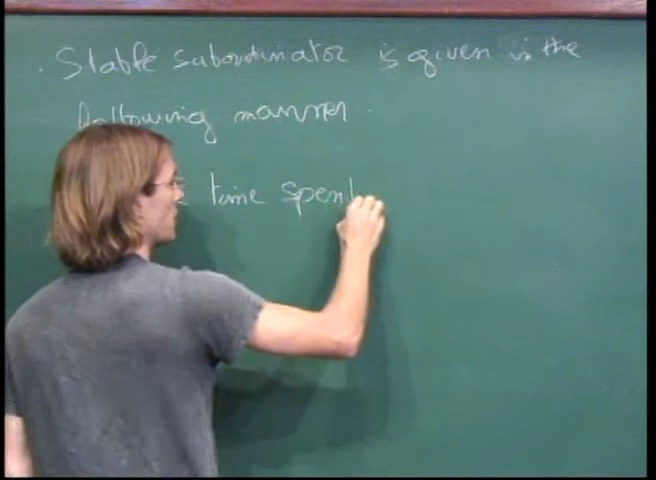 . Stable subordinator is given in the
following manner.
time spent